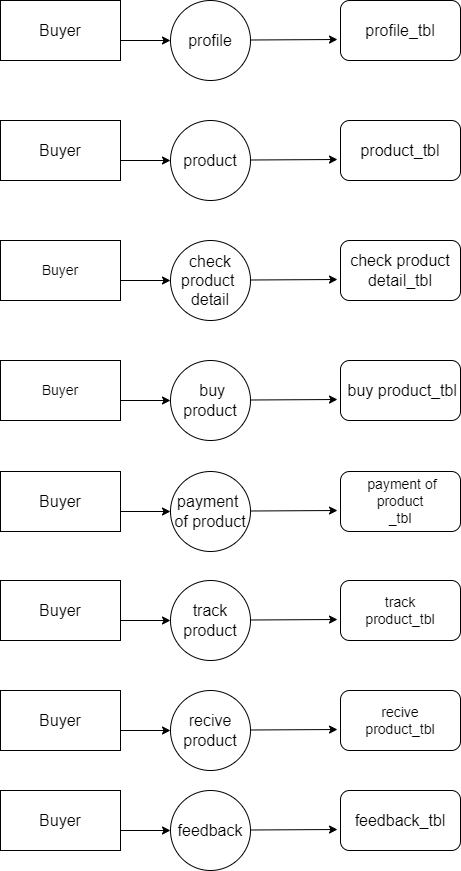 Buyer
profile
profile_tbl
Buyer
product
product_tbl
Buyer
check
product
detail
check product
detail_tbl
Buyer
buy
product
buy product_tbl
Buyer
payment
of product
payment of
product
_tbl
Buyer
track
product
track
product_tbl
Buyer
recive
product
recive
product_tbl
Buyer
feedback
feedback_tbl